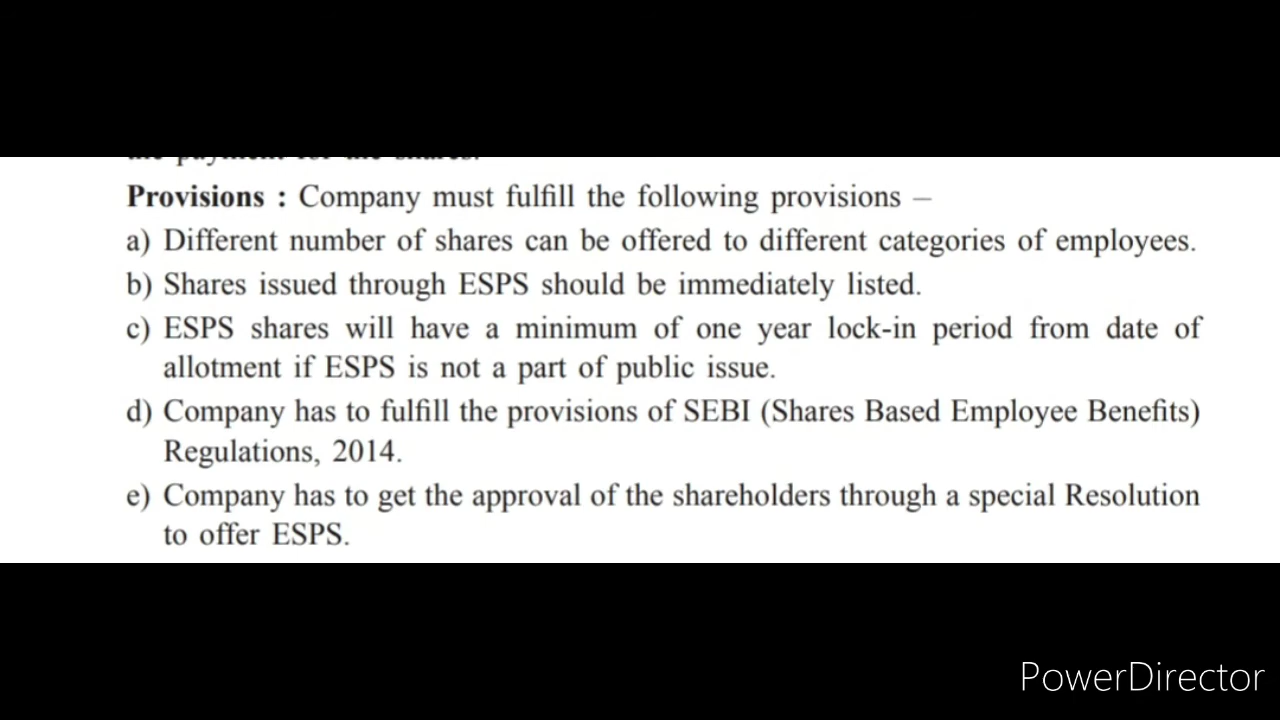 Provisions : Company must fulfill the following provisions –
a) Different number of shares can be offered to different categories of employees.
b) Shares issued through ESPS should be immediately listed.
c) ESPS shares will have a minimum of one year lock-in period from date of
allotment if ESPS is not a part of public issue.
d) Company has to fulfill the provisions of SEBI (Shares Based Employee Benefits)
Regulations, 2014.
e) Company has to get the approval of the shareholders through a special Resolution
to offer ESPS.
PowerDirector